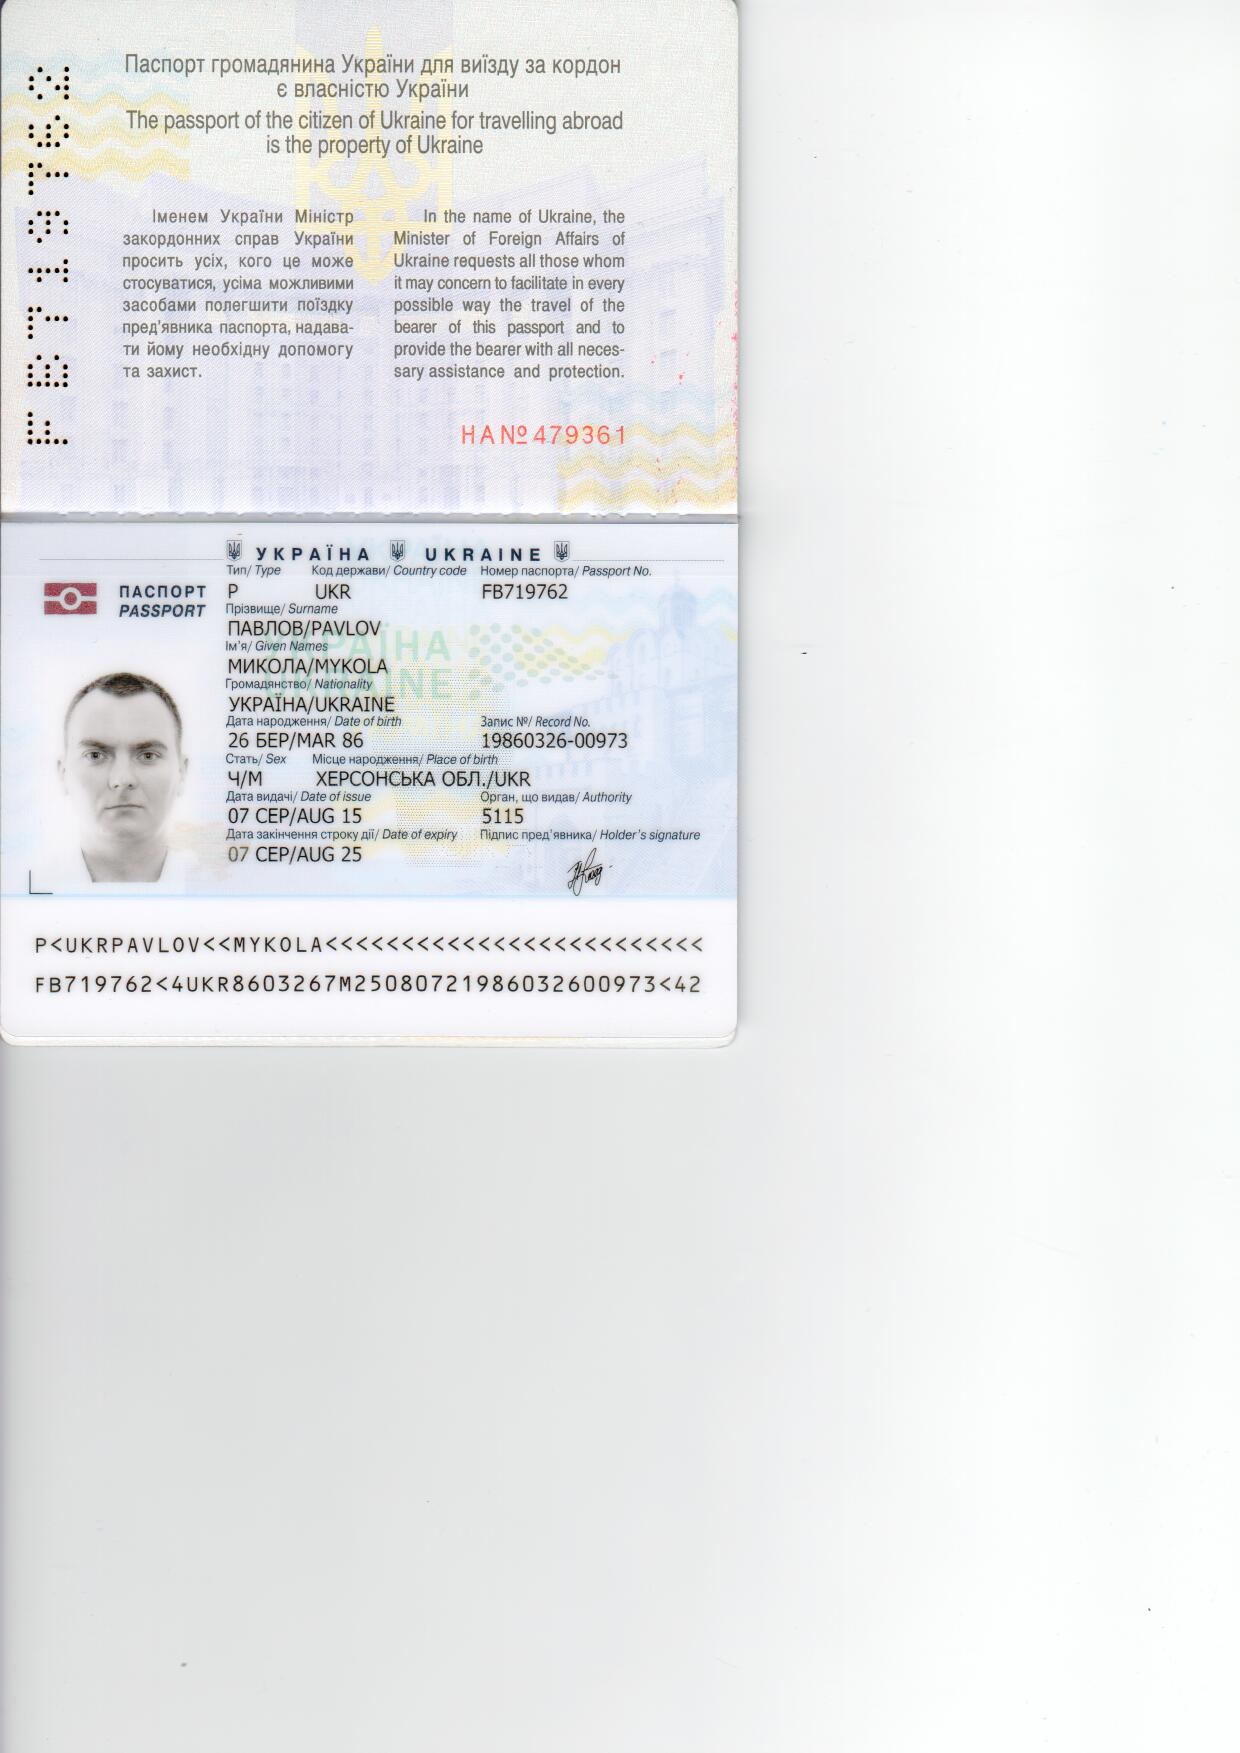 FB719762
Паспорт громадянина України для виїзду за кордон
є власністю України
The passport of the citizen of Ukraine for travelling abroad
is the property of Ukraine
Іменем України Міністр
закордонних справ України
просить усіх, кого це може
стосуватися, усіма можливими
засобами полегшити поїздку
пред'явника паспорта, надава-
ти йому необхідну допомогу
та захист.
In the name of Ukraine, the
Minister of Foreign Affairs of
Ukraine requests all those whom
it may concern to facilitate in every
possible way the travel of the
bearer of this passport and to
provide the bearer with all neces-
sary assistance and protection.
НА№479361
УКРАЇНА UKRAINE
Тип/ Type Код держави/ Country code Номер паспорта/ Passport No.
ПАСПОРТ
PASSPORT
P UKR FB719762
Прізвище/ Surname
ПАВЛОВ/PAVLOV
Ім'я/ Given Names
МИКОЛА/MYKOLA
Громадянство/ Nationality
УКРАЇНА/UKRAINE
Дата народження/ Date of birth Запис №/ Record No.
26 БЕР/MAR 86 19860326-00973
Стать/ Sex Місце народження/ Place of birth
Ч/M ХЕРСОНСЬКА ОБЛ./UKR
Дата видачі/ Date of issue Орган, що видав/ Authority
07 СЕР/AUG 15 5115
Дата закінчення строку дії/ Date of expiry Підпис пред'явника/ Holder's signature
07 СЕР/AUG 25
УКРАЇНА
UKRAINE
P<UKRPAVLOV<<MYKOLA<<<<<<<<<<<<<<<<<<<<<<<<<
FB719762<4UKR8603267M2508072198603260­0973<42